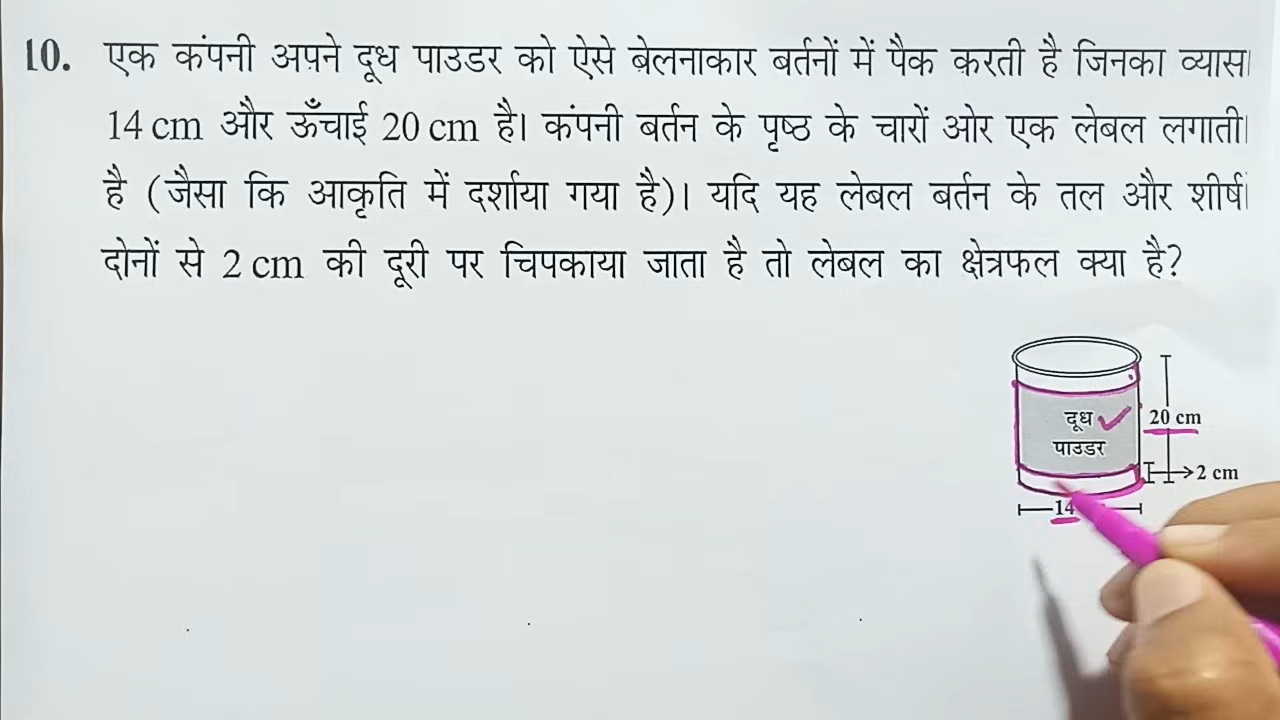 10. एक कंपनी अपने दूध पाउडर को ऐसे बेलनाकार बर्तनों में पैक करती है जिनका व्यास
14 cm और ऊँचाई 20 cm है। कंपनी बर्तन के पृष्ठ के चारों ओर एक लेबल लगाती
है (जैसा कि आकृति में दर्शाया गया है)। यदि यह लेबल बर्तन के तल और शीर्ष
दोनों से 2 cm की दूरी पर चिपकाया जाता है तो लेबल का क्षेत्रफल क्या है?
दूध
20 cm
पाउडर
2 cm
14